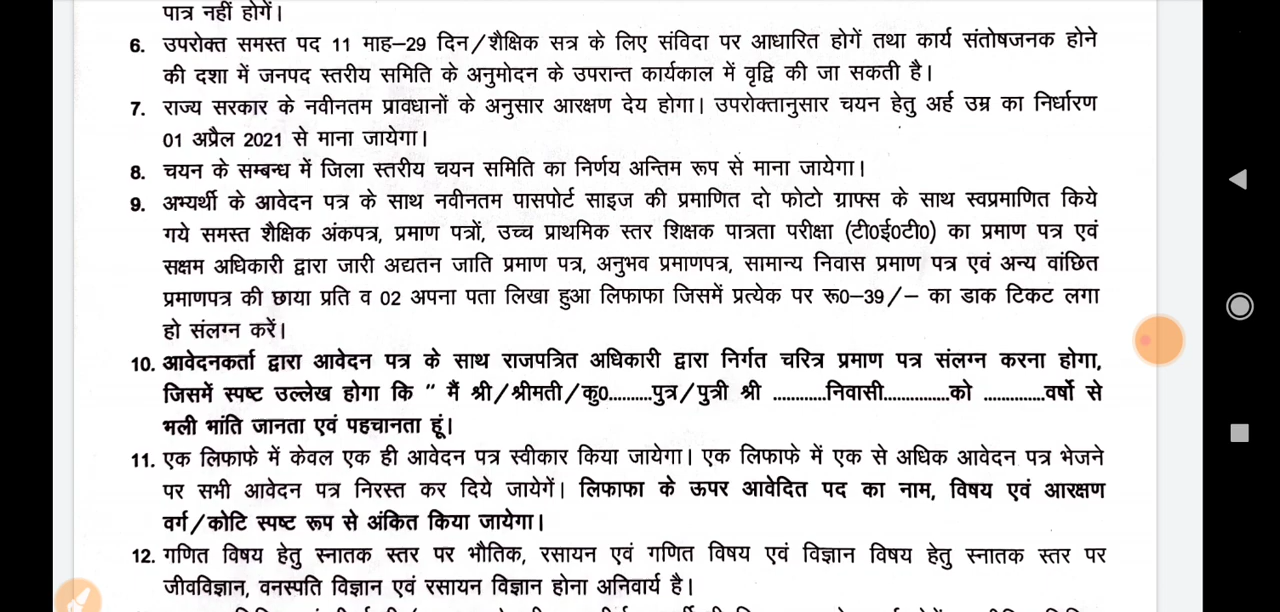 पात्र नहीं होगें।
6. उपरोक्त समस्त पद 11 माह–29 दिन/शैक्षिक सत्र के लिए संविदा पर आधारित होगें तथा कार्य संतोषजनक होने
की दशा में जनपद स्तरीय समिति के अनुमोदन के उपरान्त कार्यकाल में वृद्वि की जा सकती है।
7. राज्य सरकार के नवीनतम प्रावधानों के अनुसार आरक्षण देय होगा। उपरोक्तानुसार चयन हेतु अर्ह उम्र का निर्धारण
01 अप्रैल 2021 से माना जायेगा।
8. चयन के सम्बन्ध में जिला स्तरीय चयन समिति का निर्णय अन्तिम रूप से माना जायेगा।
9. अभ्यर्थी के आवेदन पत्र के साथ नवीनतम पासपोर्ट साइज की प्रमाणित दो फोटो ग्राफ्स के साथ स्वप्रमाणित किये
गये समस्त शैक्षिक अंकपत्र, प्रमाण पत्रों, उच्च प्राथमिक स्तर शिक्षक पात्रता परीक्षा (टी0ई0टी0) का प्रमाण पत्र एवं
सक्षम अधिकारी द्वारा जारी अद्यतन जाति प्रमाण पत्र, अनुभव प्रमाणपत्र, सामान्य निवास प्रमाण पत्र एवं अन्य वांछित
प्रमाणपत्र की छाया प्रति व 02 अपना पता लिखा हुआ लिफाफा जिसमें प्रत्येक पर रू0–39/– का डाक टिकट लगा
हो संलग्न करें।
10. आवेदनकर्ता द्वारा आवेदन पत्र के साथ राजपत्रित अधिकारी द्वारा निर्गत चरित्र प्रमाण पत्र संलग्न करना होगा,
जिसमें स्पष्ट उल्लेख होगा कि " मैं श्री/श्रीमती/कु0..........पुत्र/पुत्री श्री ............निवासी...............को ..............वर्षो से
भली भांति जानता एवं पहचानता हूं।
11. एक लिफाफे में केवल एक ही आवेदन पत्र स्वीकार किया जायेगा। एक लिफाफे में एक से अधिक आवेदन पत्र भेजने
पर सभी आवेदन पत्र निरस्त कर दिये जायेगें। लिफाफा के ऊपर आवेदित पद का नाम, विषय एवं आरक्षण
वर्ग/कोटि स्पष्ट रूप से अंकित किया जायेगा।
12. गणित विषय हेतु स्नातक स्तर पर भौतिक, रसायन एवं गणित विषय एवं विज्ञान विषय हेतु स्नातक स्तर पर
जीवविज्ञान, वनस्पति विज्ञान एवं रसायन विज्ञान होना अनिवार्य है।